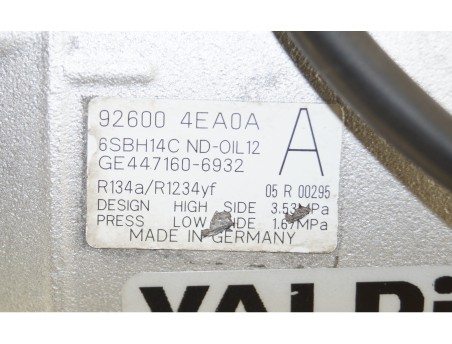 92600 4EA0A A
6SBH14C ND-OIL12
GE447160-6932
R134a/R1234yf 05 R 00295
DESIGN HIGH SIDE 3.53MPa
PRESS LOW SIDE 1.67MPa
MADE IN GERMANY